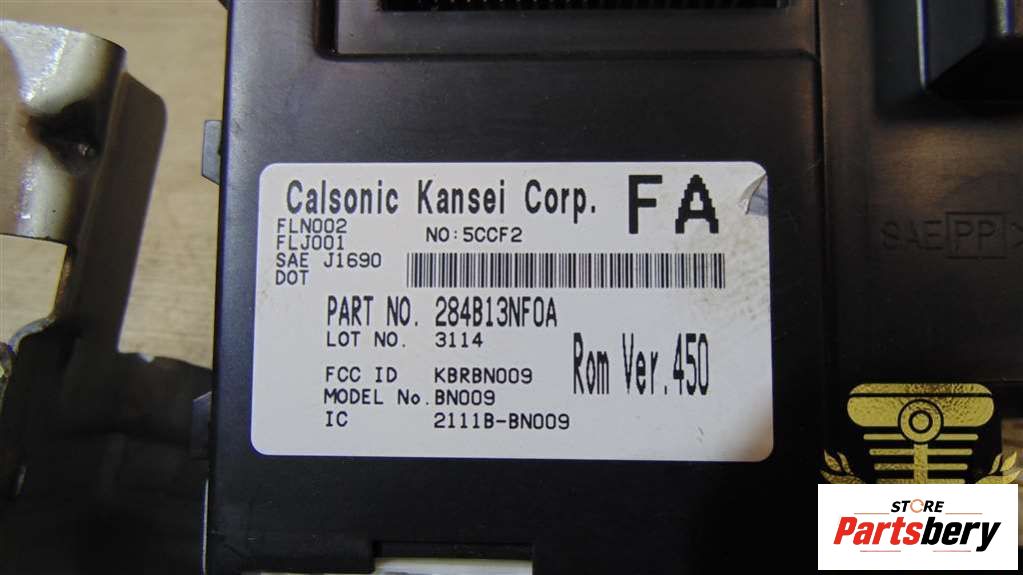 Calsonic Kansei Corp. FA
FLN002
FLJ001
NO:5CCF2
SAE J1690
DOT
PART NO. 284B13NF0A
LOT NO. 3114
Rom Ver.450
FCC ID KBRBN009
MODEL No. BN009
IC 2111B-BN009
SAE PP >
STORE
Partsbery